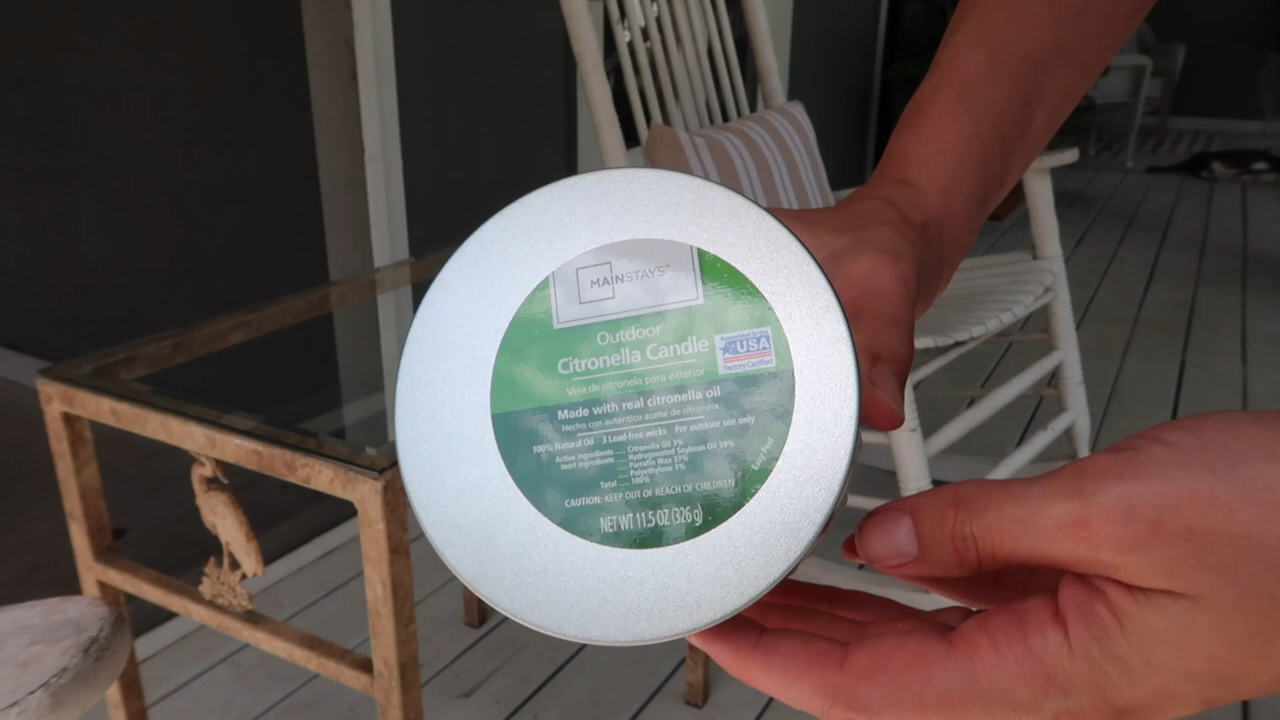 MAINSTAYS
Outdoor
Citronella Candle
Vela de citronela para exterior
Assembled in the
USA
Factory Certified
Made with real citronella oil
Hecho con auténtico aceite de citronela
100% Natural Oil 3 Lead-free wicks For outdoor use only
Active ingredients ..... Citronella Oil 3%
Inert ingredients ..... Hydrogenated Soybean Oil 59%
..... Paraffin Wax 37%
..... Polyethylene 1%
Total ..... 100%
Easy Peel
CAUTION: KEEP OUT OF REACH OF CHILDREN
NET WT 11.5 OZ (326 g)